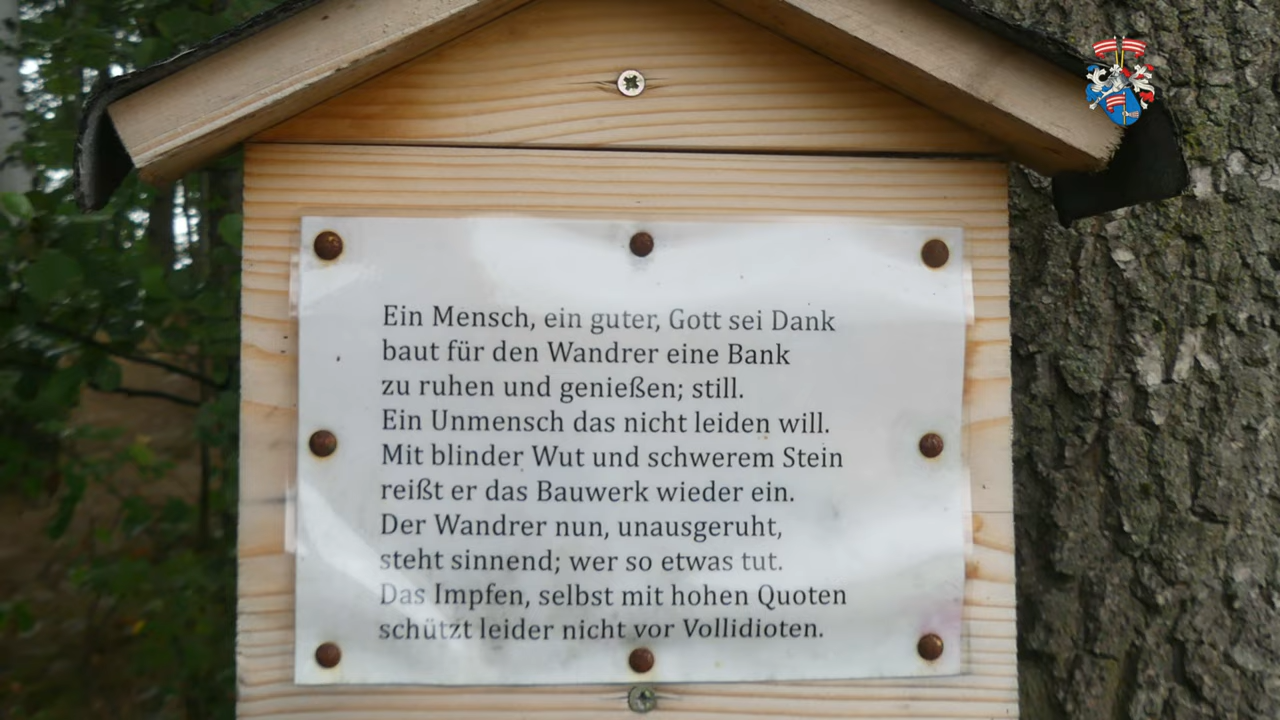 Ein Mensch, ein guter, Gott sei Dank
baut für den Wandrer eine Bank
zu ruhen und genießen; still.
Ein Unmensch das nicht leiden will.
Mit blinder Wut und schwerem Stein
reißt er das Bauwerk wieder ein.
Der Wandrer nun, unausgeruht,
steht sinnend; wer so etwas tut.
Das Impfen, selbst mit hohen Quoten
schützt leider nicht vor Vollidioten.